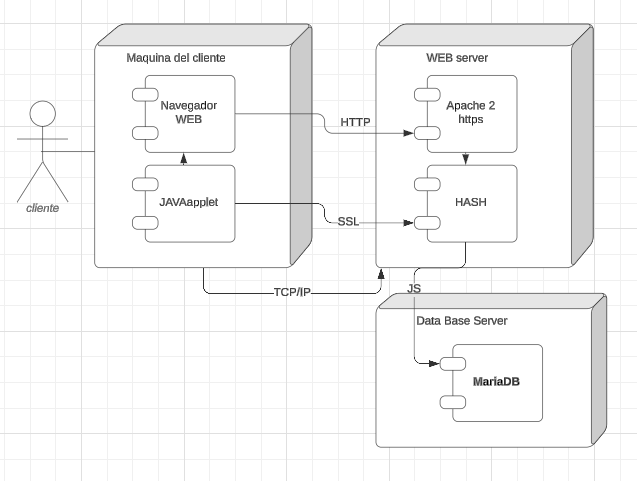 Maquina del cliente
WEB server
Navegador
WEB
Apache 2
https
HTTP
JAVAapplet
HASH
cliente
SSL
TCP/IP
JS
Data Base Server
MariaDB